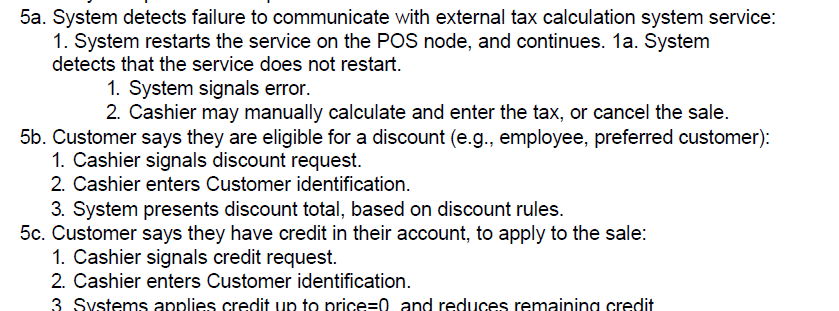 5a. System detects failure to communicate with external tax calculation system service:
1. System restarts the service on the POS node, and continues. 1a. System
detects that the service does not restart.
1. System signals error.
2. Cashier may manually calculate and enter the tax, or cancel the sale.
5b. Customer says they are eligible for a discount (e.g., employee, preferred customer):
1. Cashier signals discount request.
2. Cashier enters Customer identification.
3. System presents discount total, based on discount rules.
5c. Customer says they have credit in their account, to apply to the sale:
1. Cashier signals credit request.
2. Cashier enters Customer identification.
3. Systems applies credit up to price=0, and reduces remaining credit